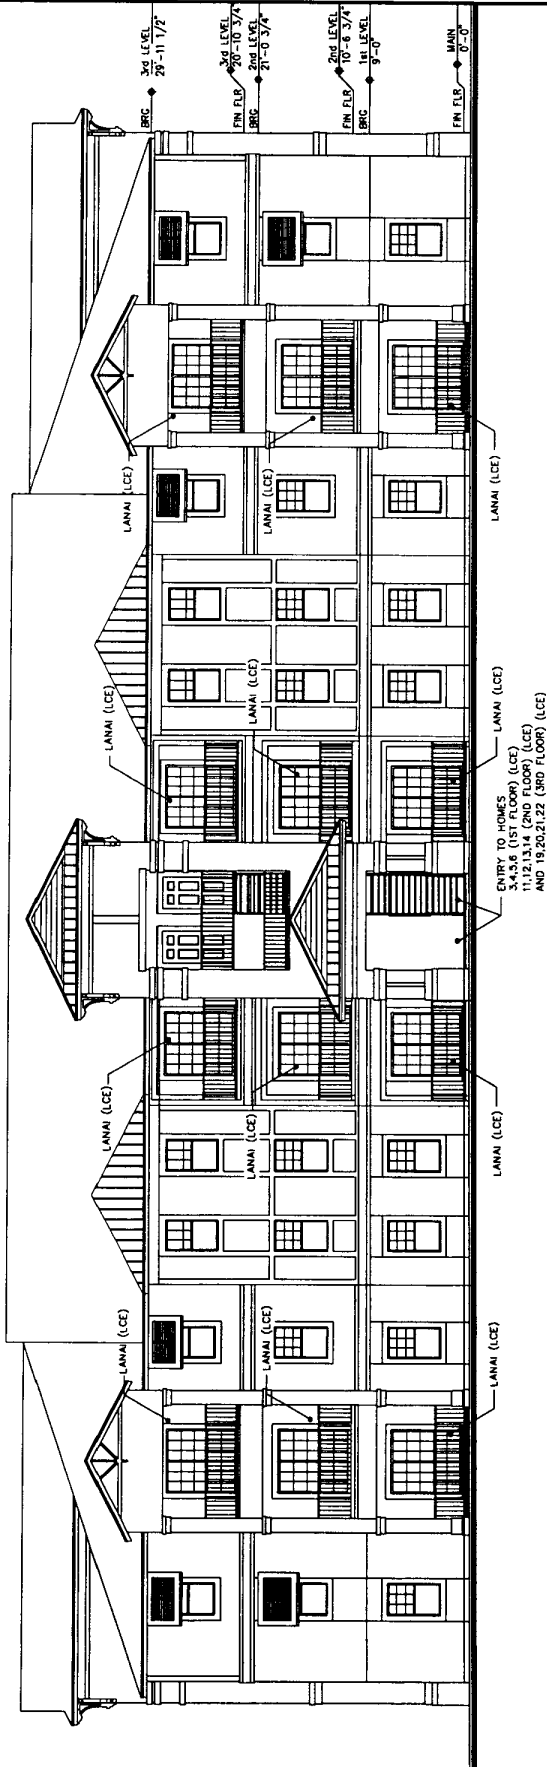 3rd LEVEL
29'-11 1/2"
BRG
3rd LEVEL
20'-10 3/4"
FIN FLR
2nd LEVEL
21'-0 3/4"
BRG
2nd LEVEL
10'-6 3/4"
FIN FLR
1st LEVEL
9'-0"
BRG
MAIN
0'-0"
FIN FLR
LANAI (LCE)
LANAI (LCE)
LANAI (LCE)
LANAI (LCE)
LANAI (LCE)
LANAI (LCE)
ENTRY TO HOMES
3,4,5,6 (1ST FLOOR) (LCE)
11,12,13,14 (2ND FLOOR) (LCE)
AND 19,20,21,22 (3RD FLOOR) (LCE)
LANAI (LCE)
LANAI (LCE)
LANAI (LCE)
LANAI (LCE)
LANAI (LCE)
LANAI (LCE)